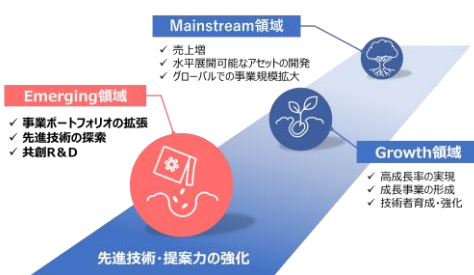 Mainstream領域
✓ 売上増
✓ 水平展開可能なアセットの開発
✓ グローバルでの事業規模拡大
Emerging領域
✓ 事業ポートフォリオの拡張
✓ 先進技術の探索
✓ 共創R&D
Growth領域
✓ 高成長率の実現
✓ 成長事業の形成
✓ 技術者育成・強化
先進技術・提案力の強化